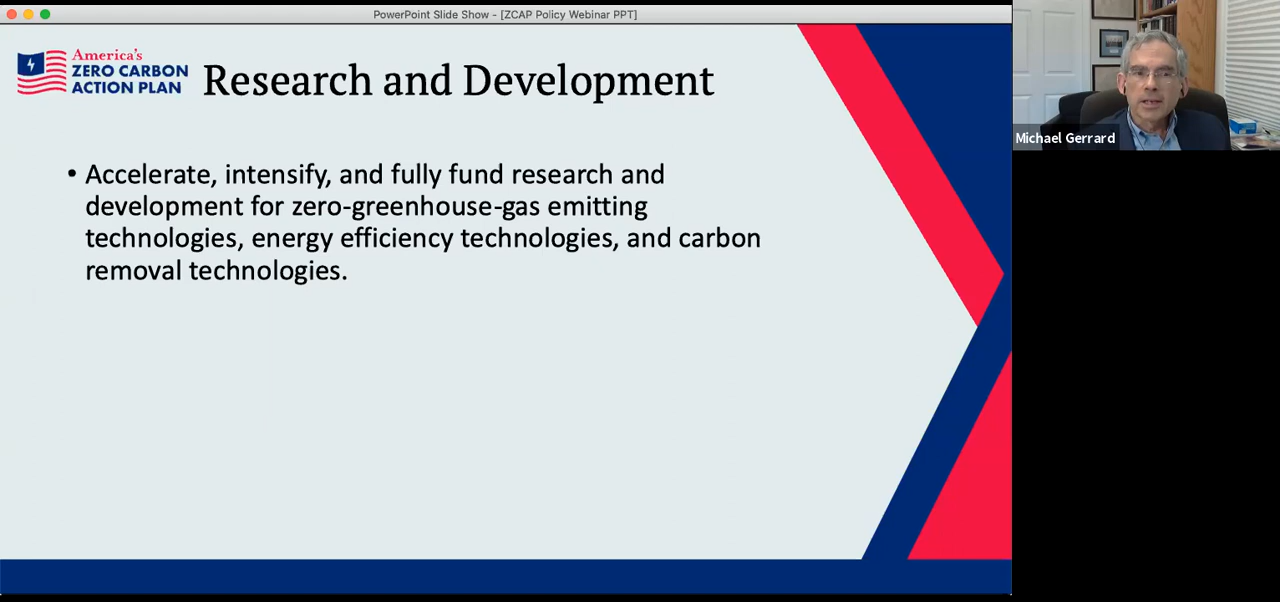 PowerPoint Slide Show - [ZCAP Policy Webinar PPT]
America's
ZERO CARBON
ACTION PLAN
Research and Development
• Accelerate, intensify, and fully fund research and
development for zero-greenhouse-gas emitting
technologies, energy efficiency technologies, and carbon
removal technologies.
Michael Gerrard